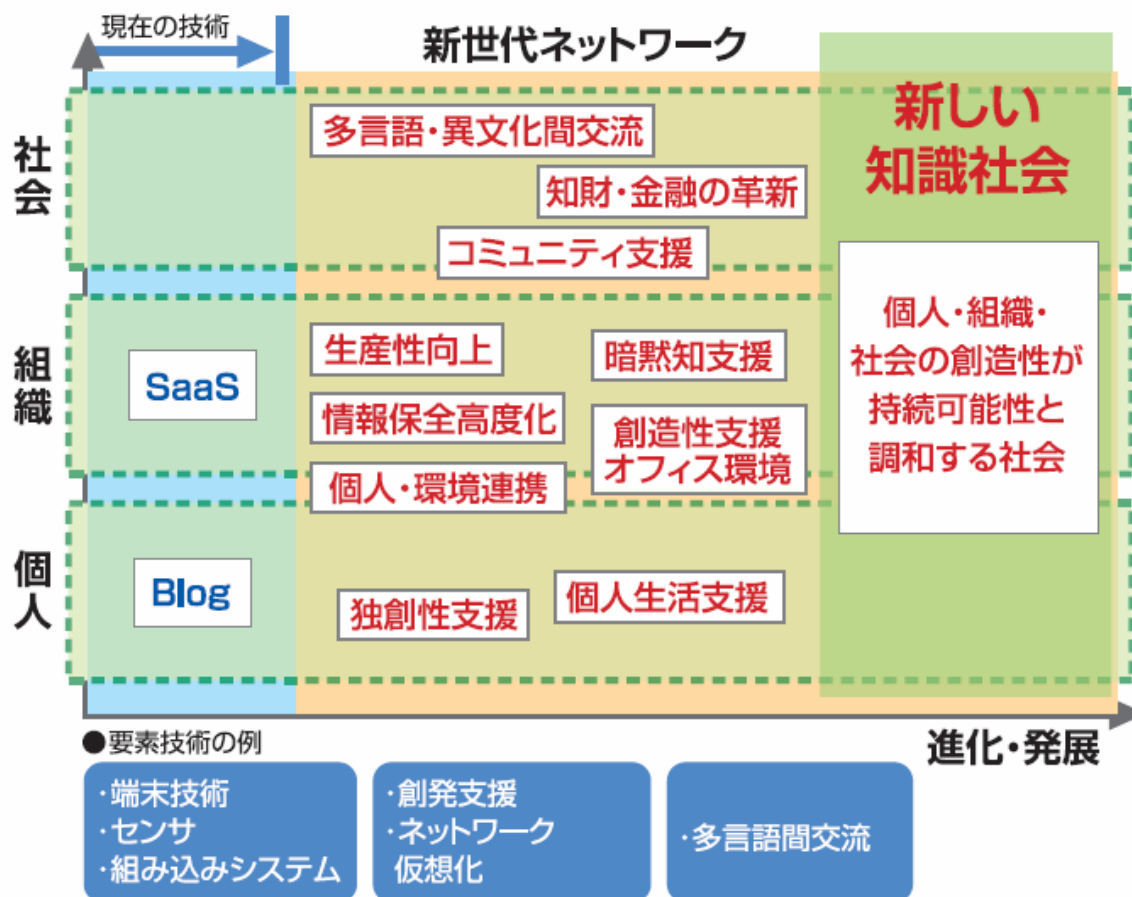 現在の技術
新世代ネットワーク
新しい
知識社会
社会
多言語・異文化間交流
知財・金融の革新
コミュニティ支援
個人・組織・
社会の創造性が
持続可能性と
調和する社会
組織
SaaS
生産性向上
暗黙知支援
情報保全高度化
創造性支援
オフィス環境
個人・環境連携
個人
Blog
独創性支援
個人生活支援
進化・発展
●要素技術の例
・端末技術
・センサ
・組み込みシステム
・創発支援
・ネットワーク
仮想化
・多言語間交流